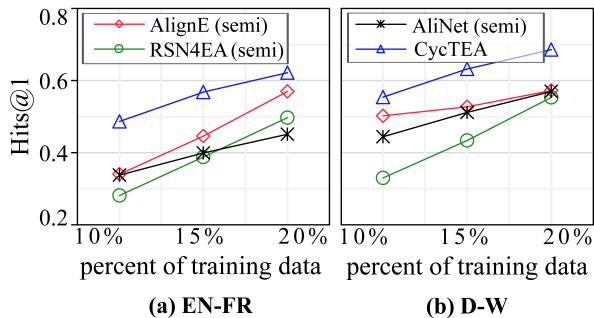 0.8
0.6
0.4
0.2
Hits@1
AlignE (semi)
RSN4EA (semi)
AliNet (semi)
CycTEA
10% 15% 20%
10% 15% 20%
percent of training data
percent of training data
(a) EN-FR
(b) D-W